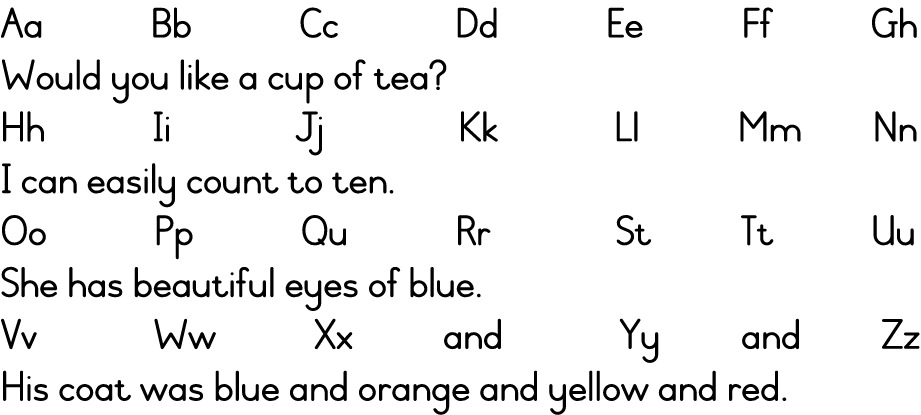 Aa Bb Cc Dd Ee Ff Gh
Would you like a cup of tea?
Hh Ii Jj Kk Ll Mm Nn
I can easily count to ten.
Oo Pp Qu Rr St Tt Uu
She has beautiful eyes of blue.
Vv Ww Xx and Yy and Zz
His coat was blue and orange and yellow and red.